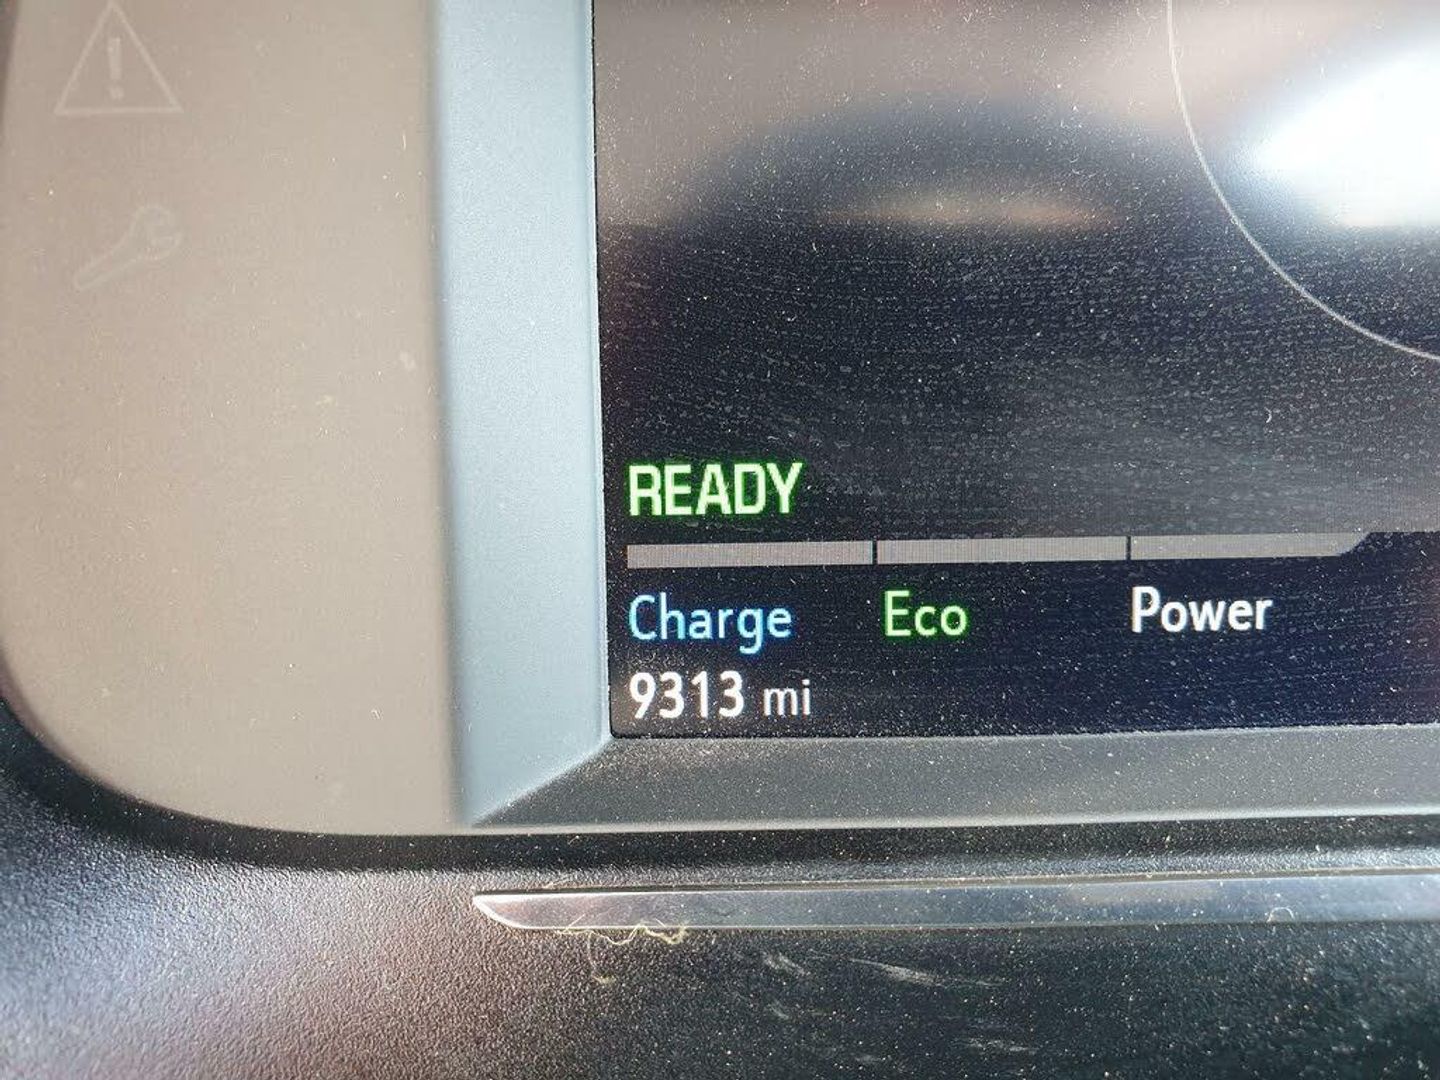 READY
Charge Eco Power
9313 mi